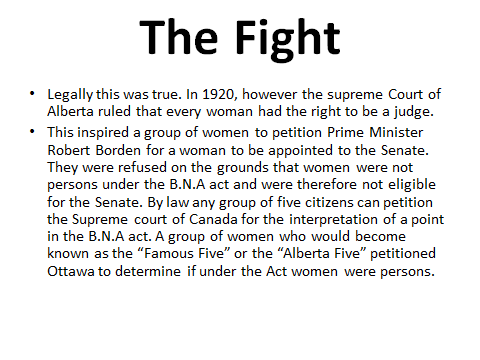 The Fight
• Legally this was true. In 1920, however the supreme Court of
Alberta ruled that every woman had the right to be a judge.
• This inspired a group of women to petition Prime Minister
Robert Borden for a woman to be appointed to the Senate.
They were refused on the grounds that women were not
persons under the B.N.A act and were therefore not eligible
for the Senate. By law any group of five citizens can petition
the Supreme court of Canada for the interpretation of a point
in the B.N.A act. A group of women who would become
known as the “Famous Five” or the “Alberta Five” petitioned
Ottawa to determine if under the Act women were persons.